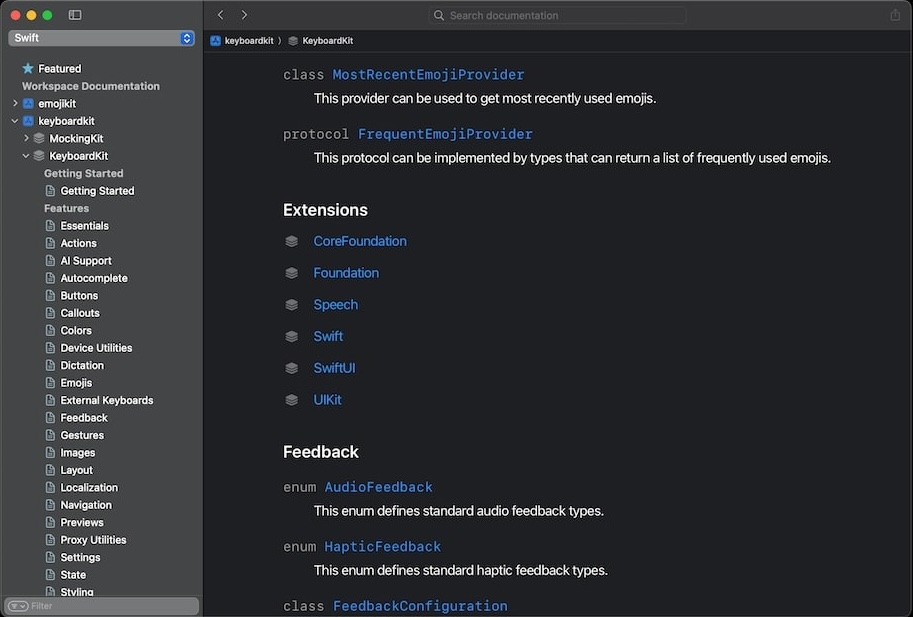 Search documentation
Swift
keyboardkit 〉 KeyboardKit
Featured
Workspace Documentation
emojikit
keyboardkit
MockingKit
KeyboardKit
Getting Started
Getting Started
Features
Essentials
Actions
AI Support
Autocomplete
Buttons
Callouts
Colors
Device Utilities
Dictation
Emojis
External Keyboards
Feedback
Gestures
Images
Layout
Localization
Navigation
Previews
Proxy Utilities
Settings
State
Styling
Filter
class MostRecentEmojiProvider
This provider can be used to get most recently used emojis.
protocol FrequentEmojiProvider
This protocol can be implemented by types that can return a list of frequently used emojis.
Extensions
CoreFoundation
Foundation
Speech
Swift
SwiftUI
UIKit
Feedback
enum AudioFeedback
This enum defines standard audio feedback types.
enum HapticFeedback
This enum defines standard haptic feedback types.
class FeedbackConfiguration